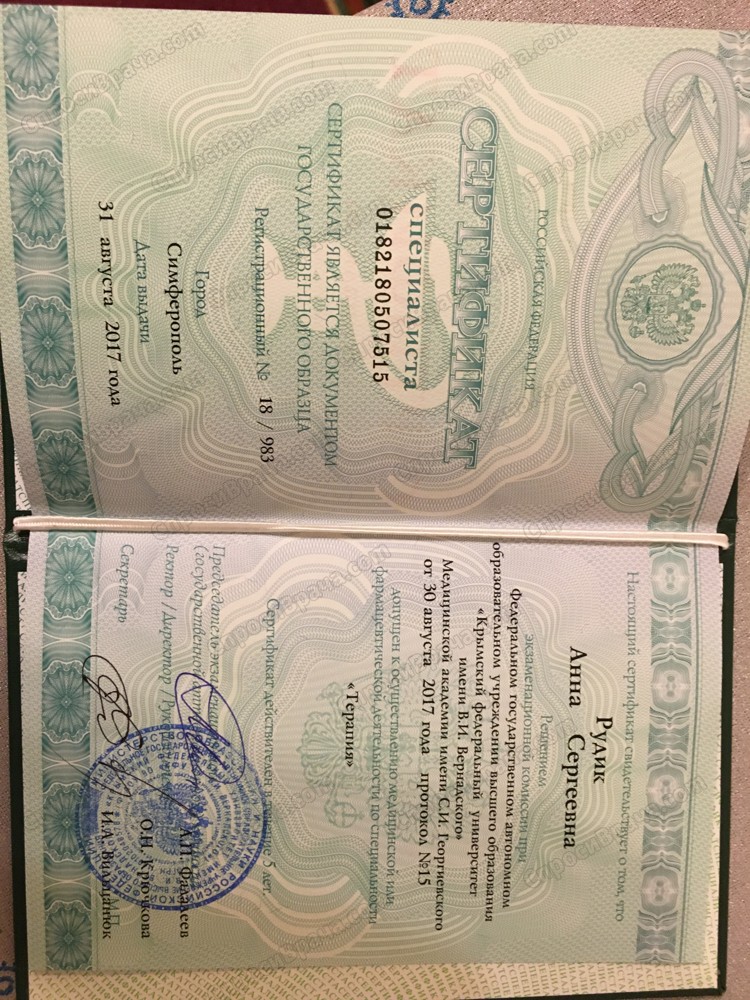 РОССИЙСКАЯ ФЕДЕРАЦИЯ
СЕРТИФИКАТ
специалиста
0182180507515
СЕРТИФИКАТ ЯВЛЯЕТСЯ ДОКУМЕНТОМ
ГОСУДАРСТВЕННОГО ОБРАЗЦА
Регистрационный № 18 / 983
Город
Симферополь
Дата выдачи
31 августа 2017 года
Настоящий сертификат свидетельствует о том, что
Рудик
Анна Сергеевна
Решением
экзаменационной комиссии при
Федеральном государственном автономном
образовательном учреждении высшего образования
«Крымский федеральный университет
имени В.И. Вернадского»
Медицинской академии имени С.И. Георгиевского
от 30 августа 2017 года протокол №15
допущен к осуществлению медицинской или
фармацевтической деятельности по специальности
«Терапия»
Сертификат действителен в течение 5 лет.
Председатель
(государственной
Ректор / Директор
О.Н. Крючкова
Секретарь
М.П.
СпросиВрача.com